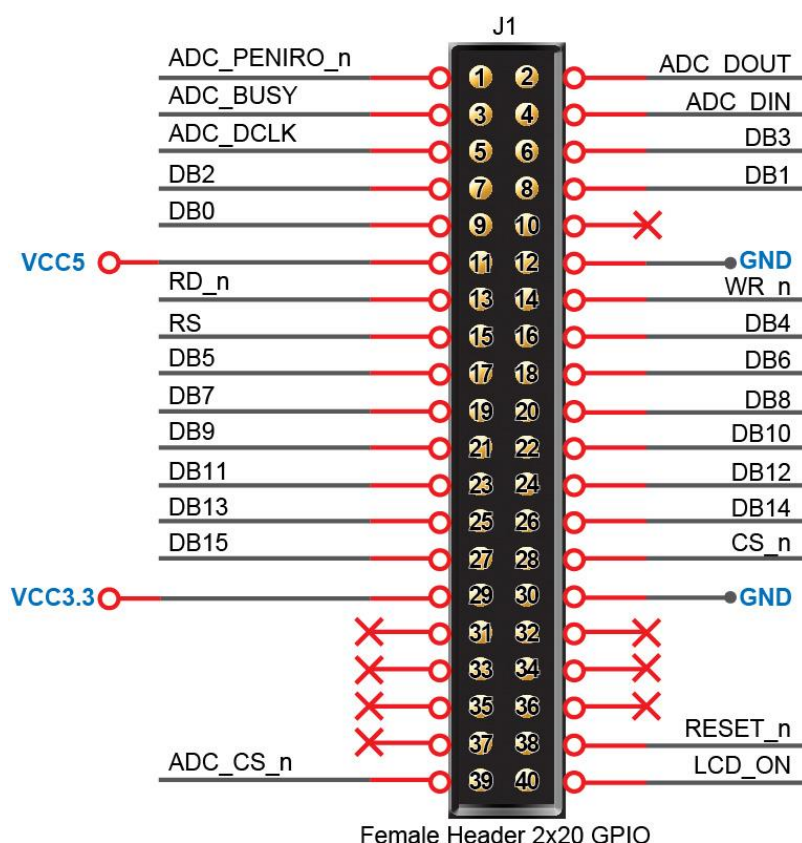 J1
ADC_PENIRO_n 1 2 ADC_DOUT
ADC_BUSY 3 4 ADC_DIN
ADC_DCLK 5 6 DB3
DB2 7 8 DB1
DB0 9 10
VCC5 11 12 GND
RD_n 13 14 WR_n
RS 15 16 DB4
DB5 17 18 DB6
DB7 19 20 DB8
DB9 21 22 DB10
DB11 23 24 DB12
DB13 25 26 DB14
DB15 27 28 CS_n
VCC3.3 29 30 GND
31 32
33 34
35 36
37 38 RESET_n
ADC_CS_n 39 40 LCD_ON
Female Header 2x20 GPIO